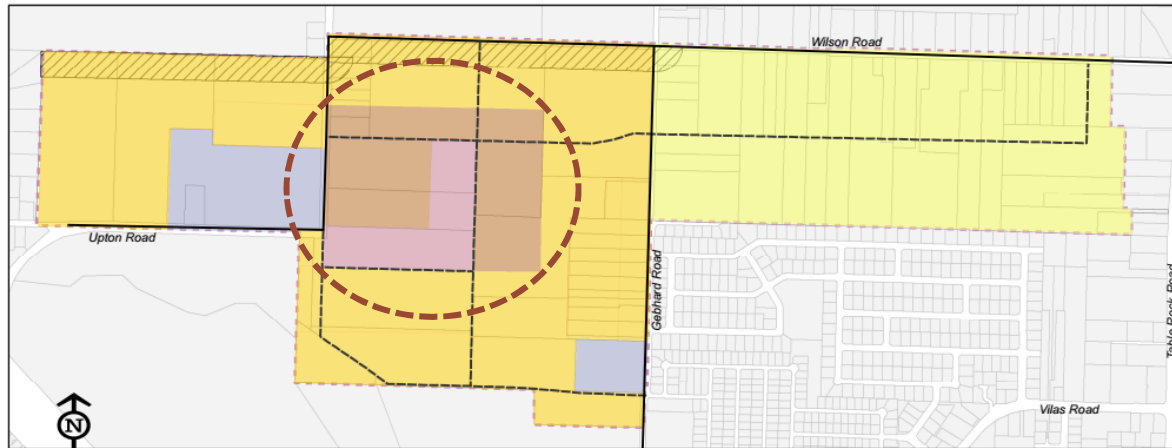 Wilson Road
Upton Road
Gebhard Road
Table Rock Road
Vilas Road
N